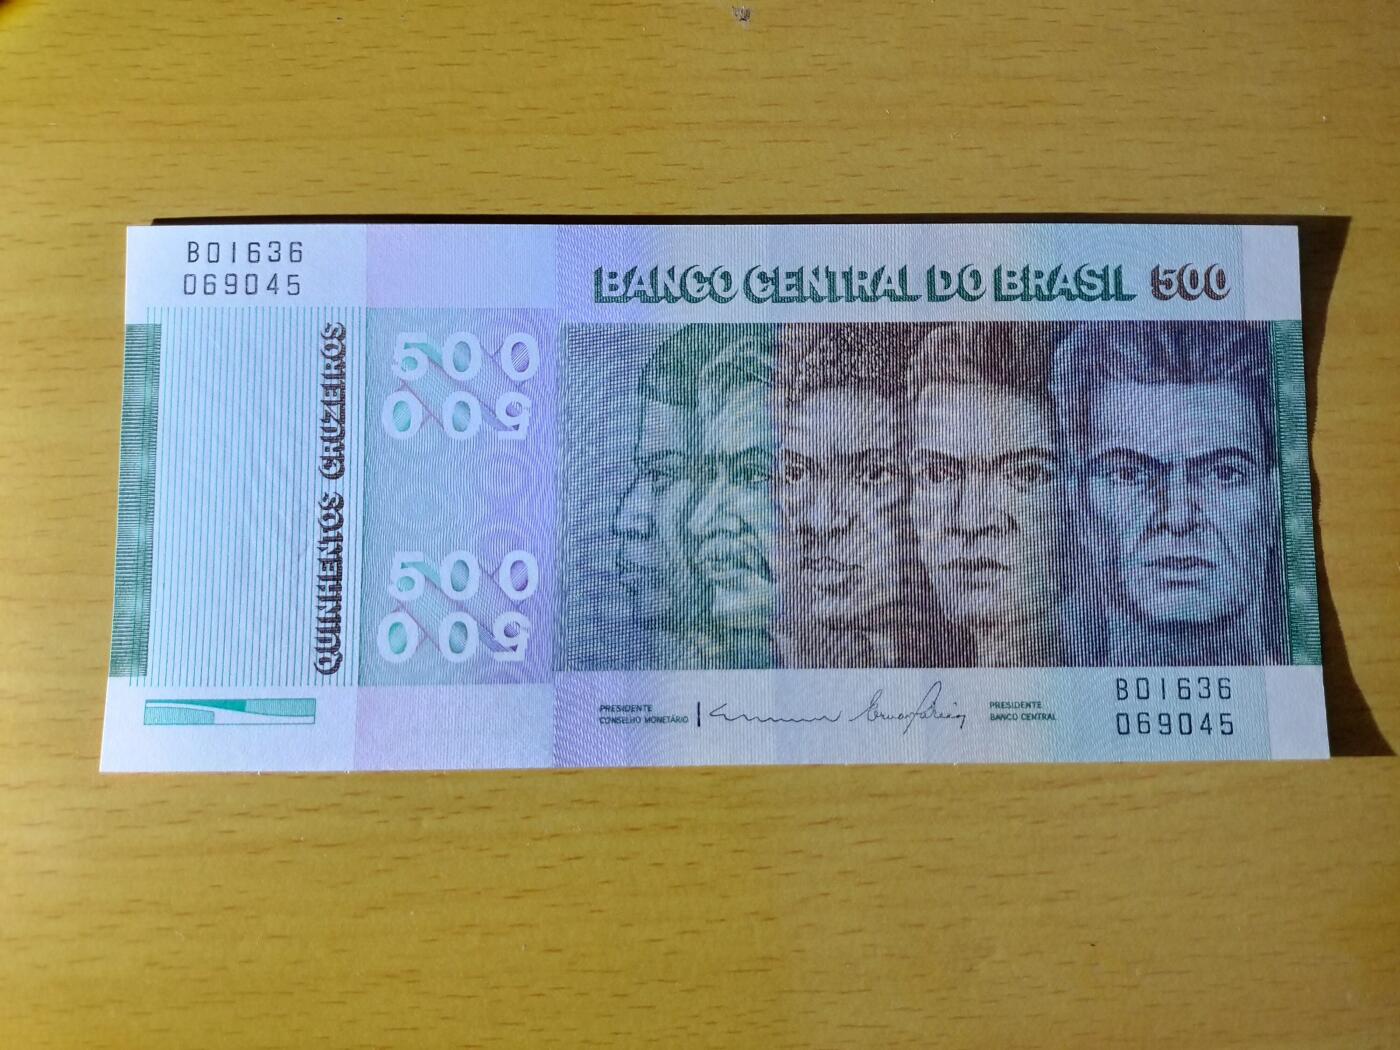 B01636
069045
BANCO CENTRAL DO BRASIL 500
QUINHENTOS CRUZEIROS
500
500
500
500
PRESIDENTE
CONSELHO MONETÁRIO
PRESIDENTE
BANCO CENTRAL
B01636
069045